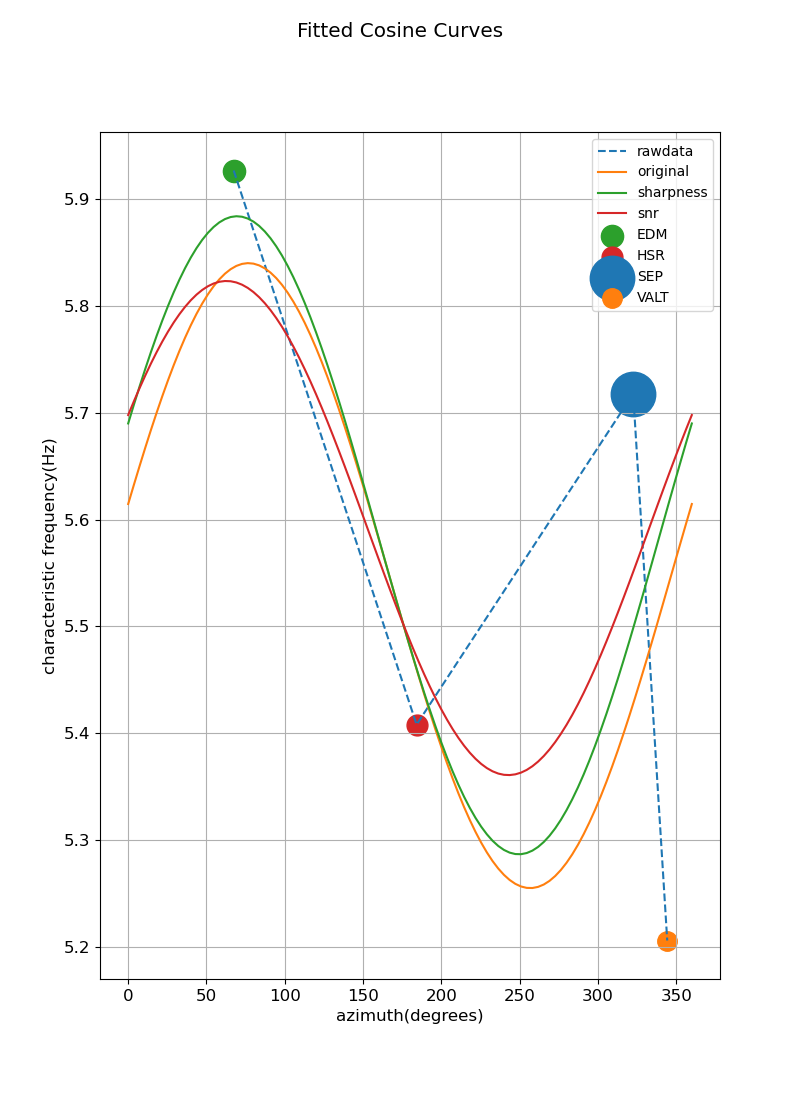 Fitted Cosine Curves
rawdata
original
sharpness
snr
EDM
HSR
SEP
VALT
characteristic frequency(Hz)
5.9
5.8
5.7
5.6
5.5
5.4
5.3
5.2
0 50 100 150 200 250 300 350
azimuth(degrees)